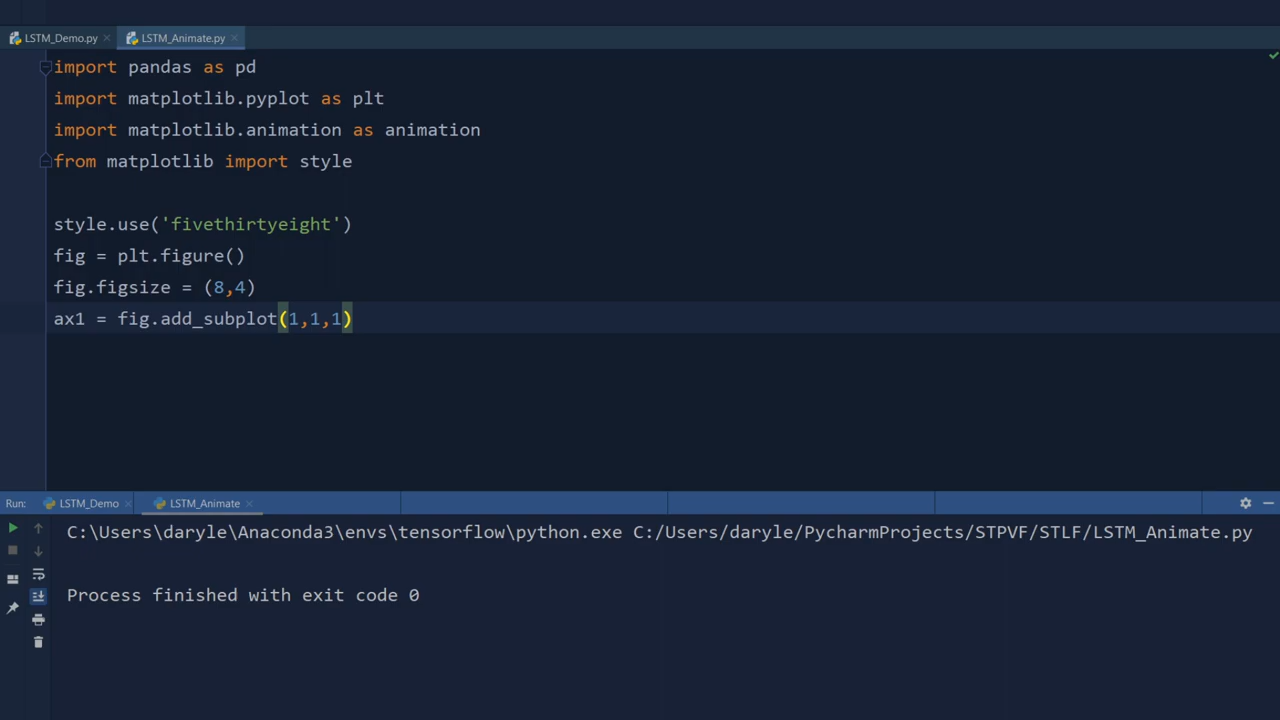 LSTM_Demo.py LSTM_Animate.py
import pandas as pd
import matplotlib.pyplot as plt
import matplotlib.animation as animation
from matplotlib import style
style.use('fivethirtyeight')
fig = plt.figure()
fig.figsize = (8,4)
ax1 = fig.add_subplot(1,1,1)
Run: LSTM_Demo LSTM_Animate
C:\Users\daryle\Anaconda3\envs\tensorflow\python.exe C:/Users/daryle/PycharmProjects/STPVF/STLF/LSTM_Animate.py
Process finished with exit code 0